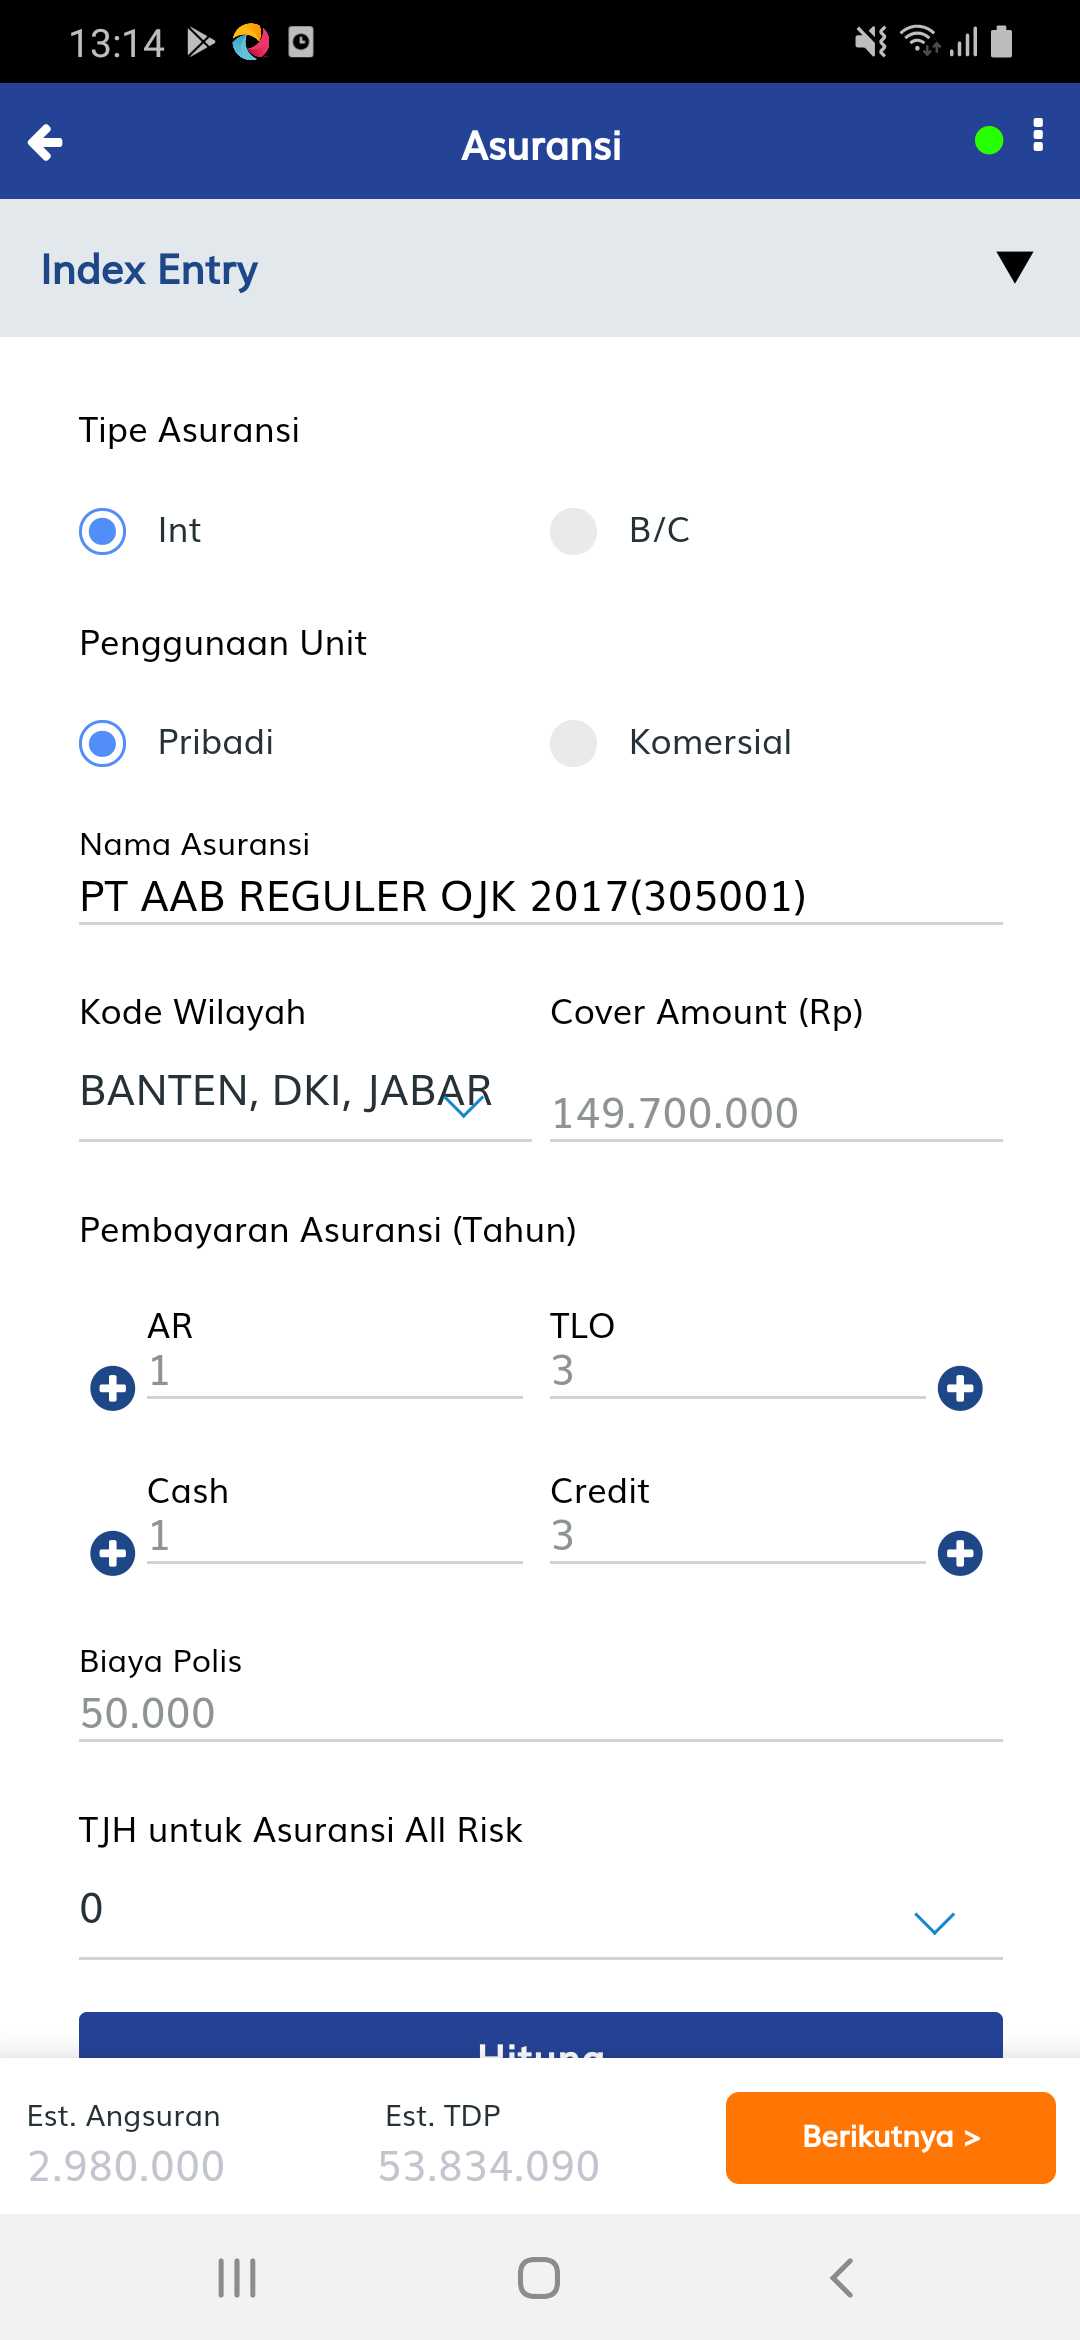 13:14
Asuransi
Index Entry
Tipe Asuransi
Int B/C
Penggunaan Unit
Pribadi Komersial
Nama Asuransi
PT AAB REGULER OJK 2017(305001)
Kode Wilayah Cover Amount (Rp)
BANTEN, DKI, JABAR 149.700.000
Pembayaran Asuransi (Tahun)
AR TLO
1 3
Cash Credit
1 3
Biaya Polis
50.000
TJH untuk Asuransi All Risk
0
Hitung
Est. Angsuran Est. TDP
2.980.000 53.834.090
Berikutnya >